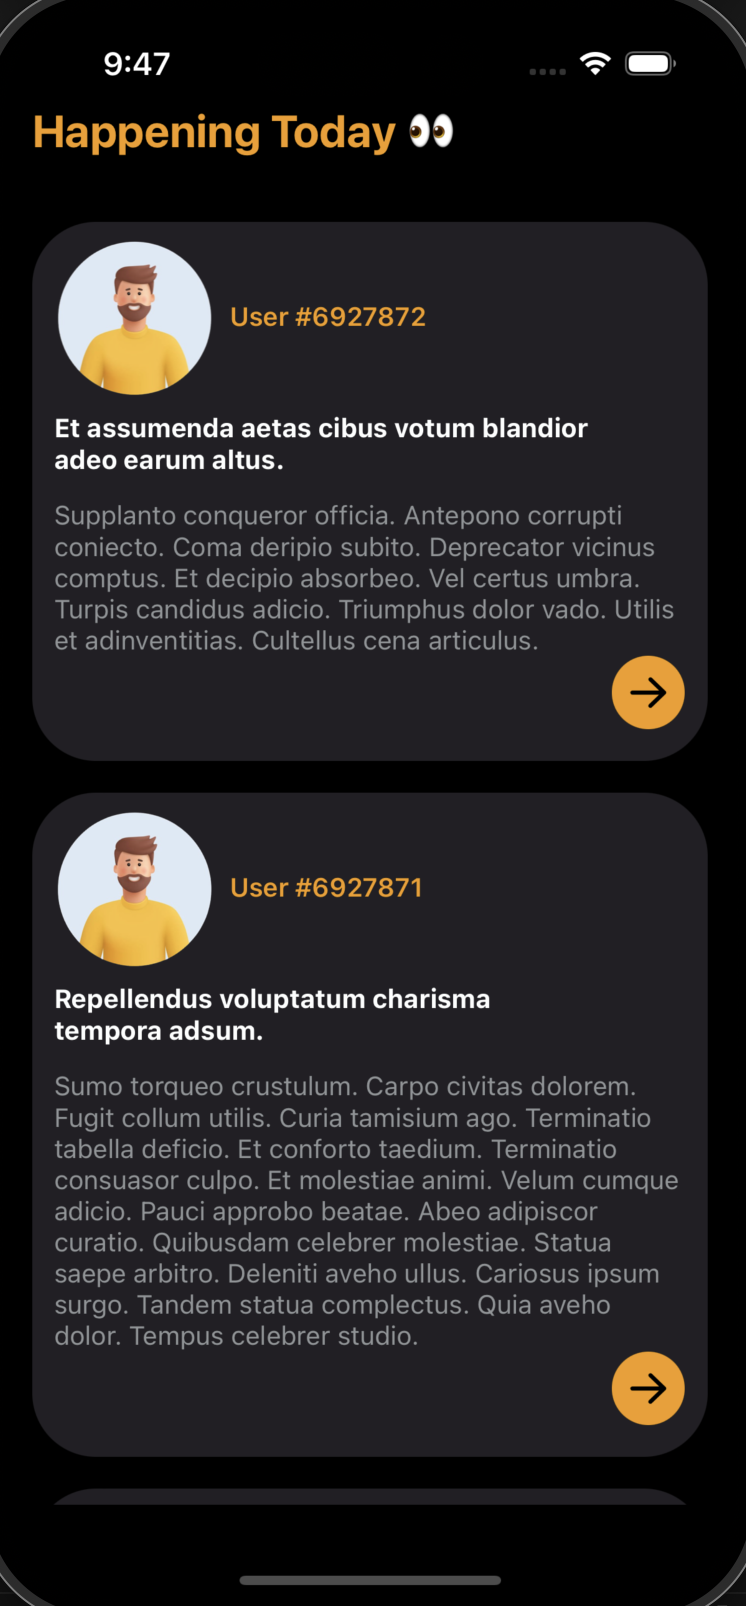 9:47
Happening Today 👀
User #6927872
Et assumenda aetas cibus votum blandior
adeo earum altus.
Supplanto conqueror officia. Antepono corrupti
coniecto. Coma deripio subito. Deprecator vicinus
comptus. Et decipio absorbeo. Vel certus umbra.
Turpis candidus adicio. Triumphus dolor vado. Utilis
et adinventitias. Cultellus cena articulus.
User #6927871
Repellendus voluptatum charisma
tempora adsum.
Sumo torqueo crustulum. Carpo civitas dolorem.
Fugit collum utilis. Curia tamisium ago. Terminatio
tabella deficio. Et conforto taedium. Terminatio
consuasor culpo. Et molestiae animi. Velum cumque
adicio. Pauci approbo beatae. Abeo adipiscor
curatio. Quibusdam celebrer molestiae. Statua
saepe arbitro. Deleniti aveho ullus. Cariosus ipsum
surgo. Tandem statua complectus. Quia aveho
dolor. Tempus celebrer studio.